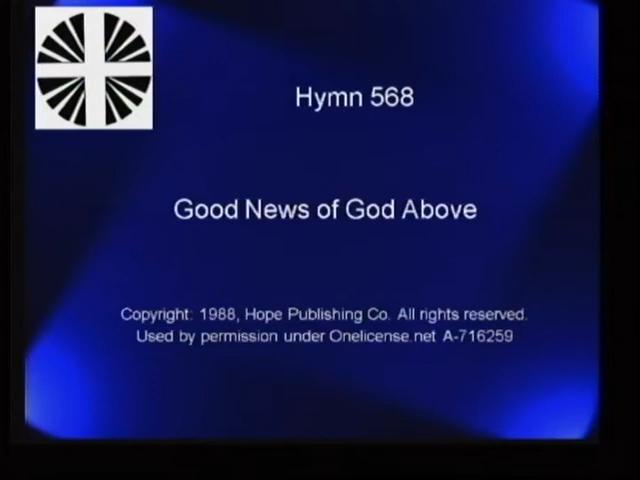 Hymn 568
Good News of God Above
Copyright: 1988, Hope Publishing Co. All rights reserved.
Used by permission under Onelicense.net A-716259